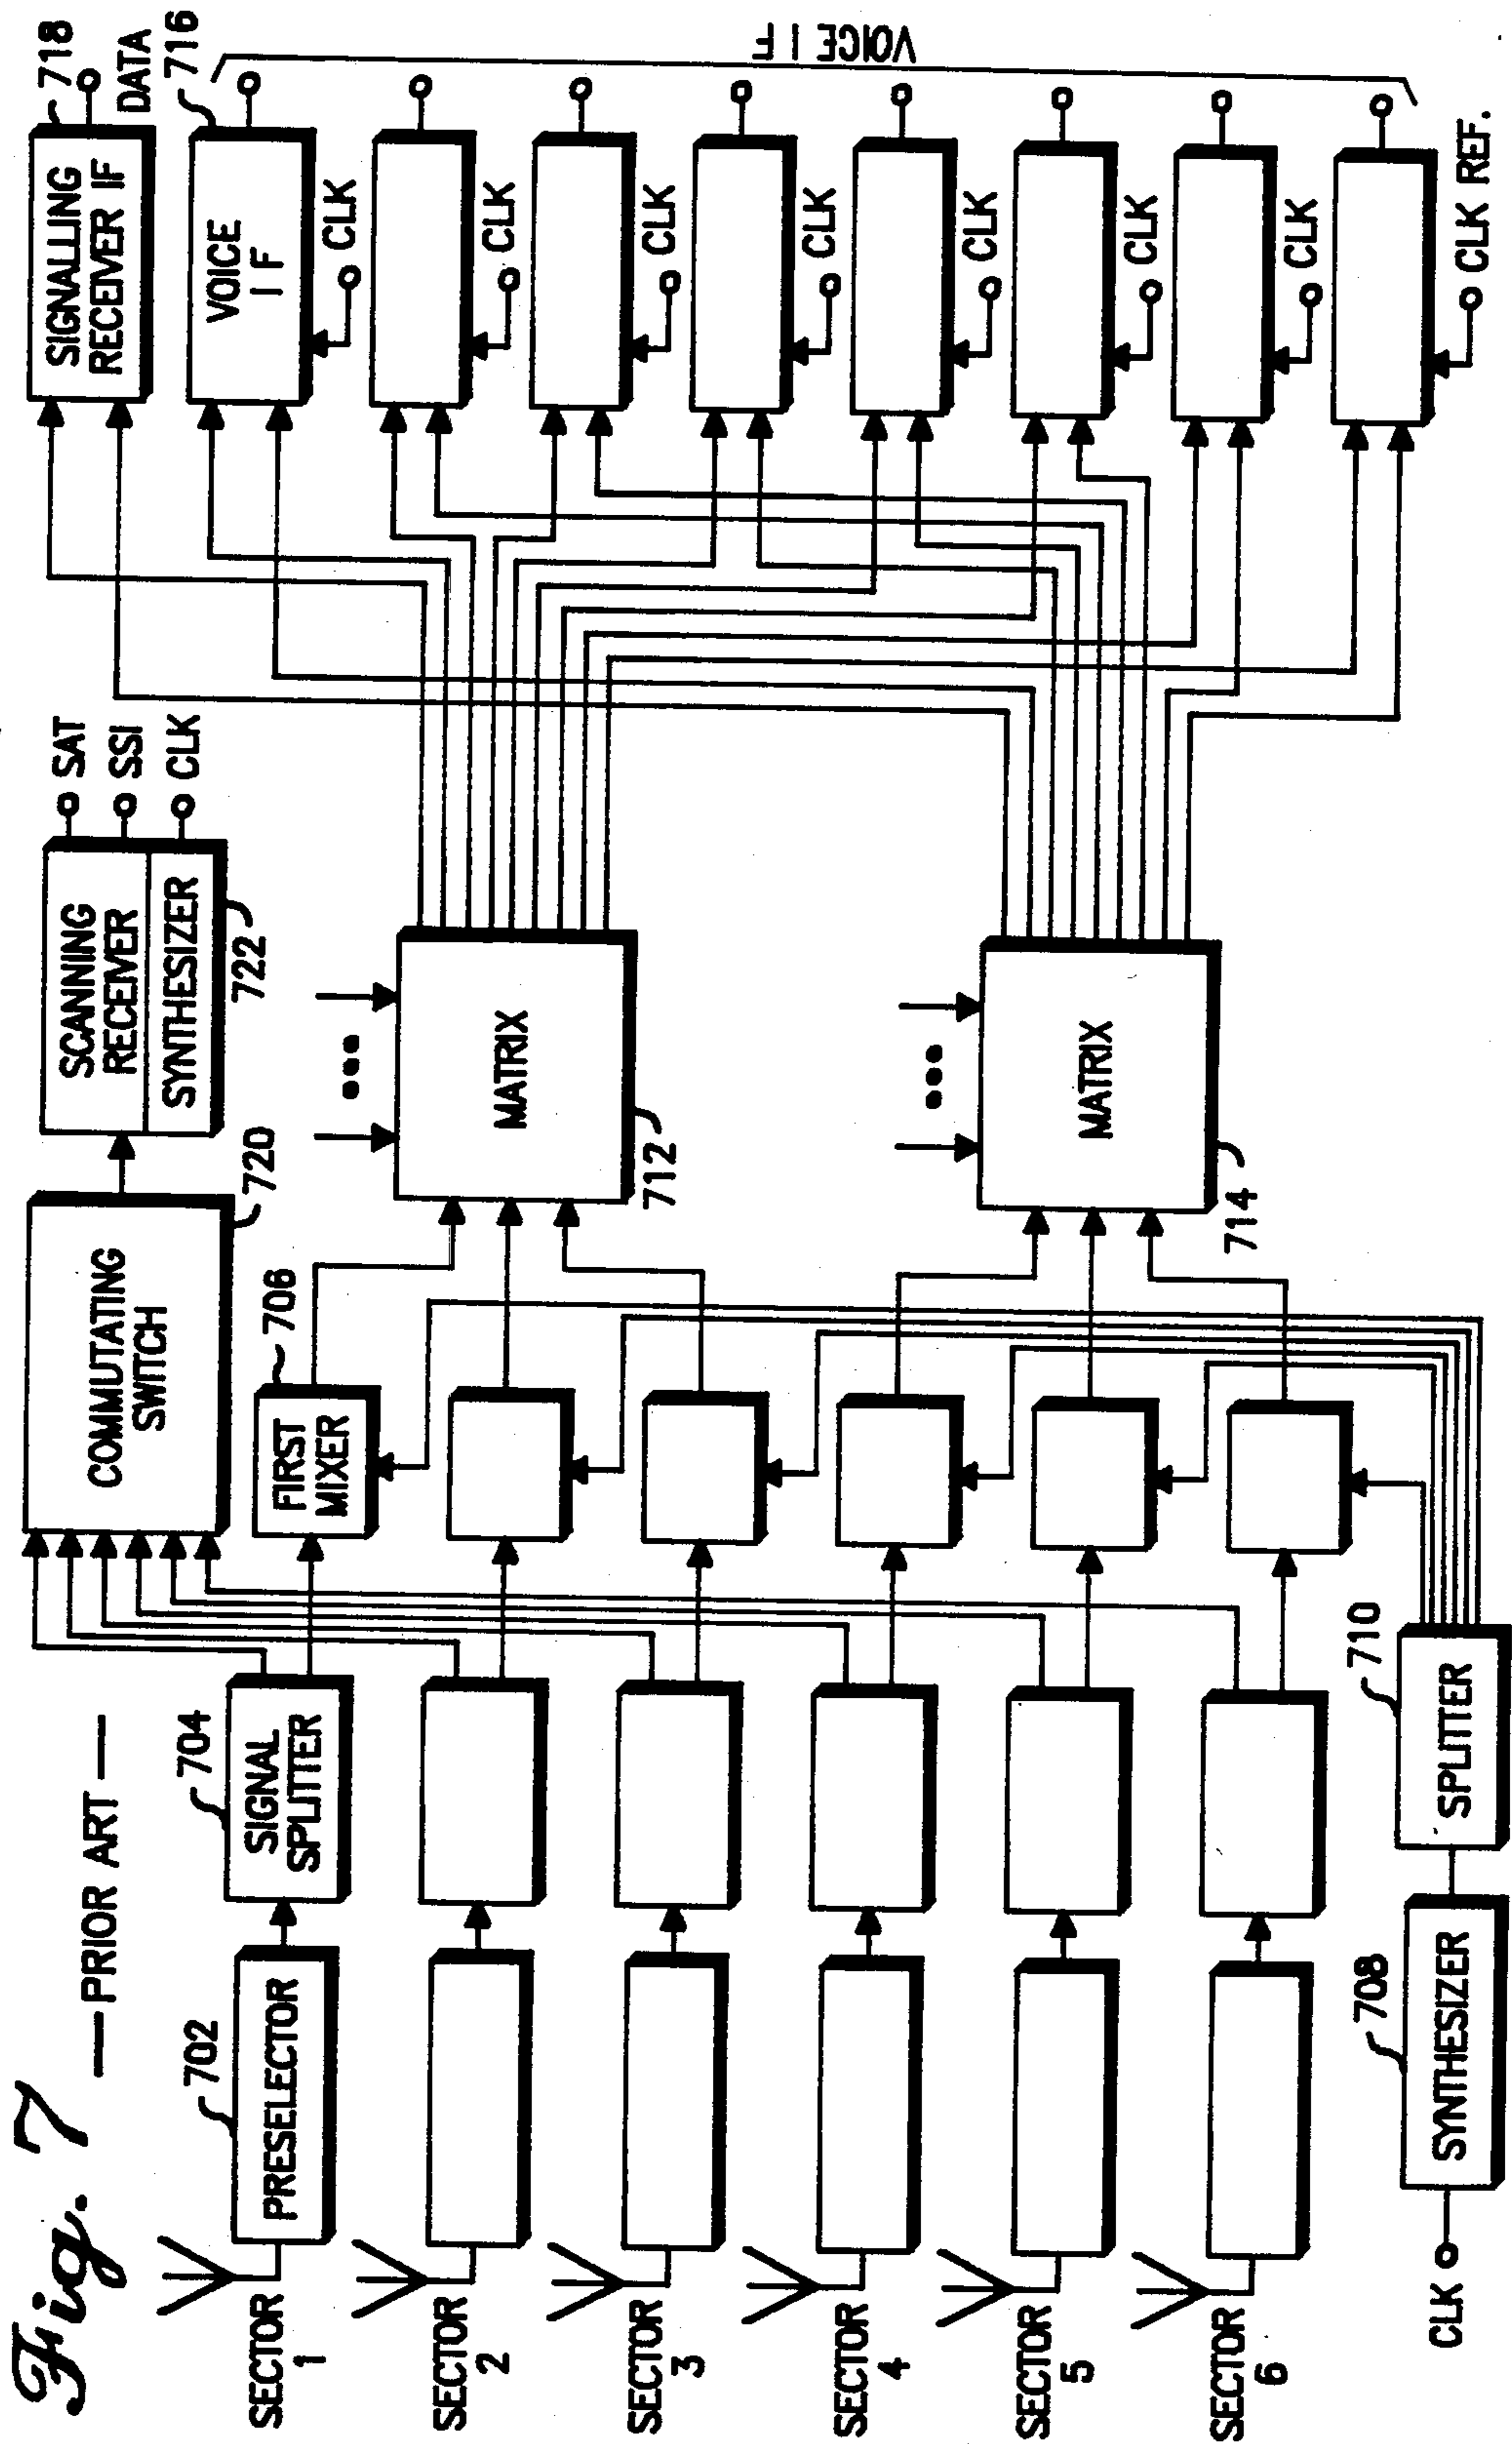 Fig. 7
— PRIOR ART —
SECTOR
1
702
PRESELECTOR
704
SIGNAL
SPLITTER
706
FIRST
MIXER
COMMUTATING
SWITCH
720
SCANNING
RECEIVER
SYNTHESIZER
722
SAT
SSI
CLK
SIGNALLING
RECEIVER IF
718
DATA
VOICE
IF
716
CLK
VOICE IF
SECTOR
2
CLK
SECTOR
3
CLK
MATRIX
712
CLK
SECTOR
4
CLK
SECTOR
5
CLK
MATRIX
714
CLK
SECTOR
6
CLK REF.
CLK
708
SYNTHESIZER
710
SPLITTER